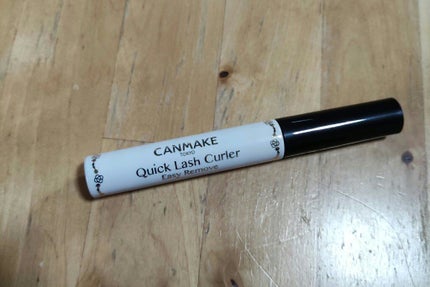 CANMAKE
TOKYO
Quick Lash Curler
Easy Remove